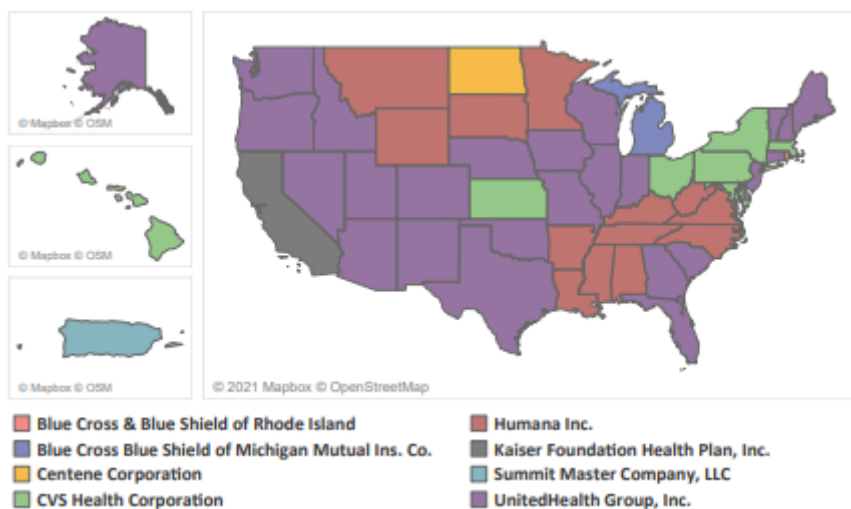 © Mapbox © OSM
© Mapbox © OSM
© Mapbox © OSM
© 2021 Mapbox © OpenStreetMap
Blue Cross & Blue Shield of Rhode Island
Blue Cross Blue Shield of Michigan Mutual Ins. Co.
Centene Corporation
CVS Health Corporation
Humana Inc.
Kaiser Foundation Health Plan, Inc.
Summit Master Company, LLC
UnitedHealth Group, Inc.